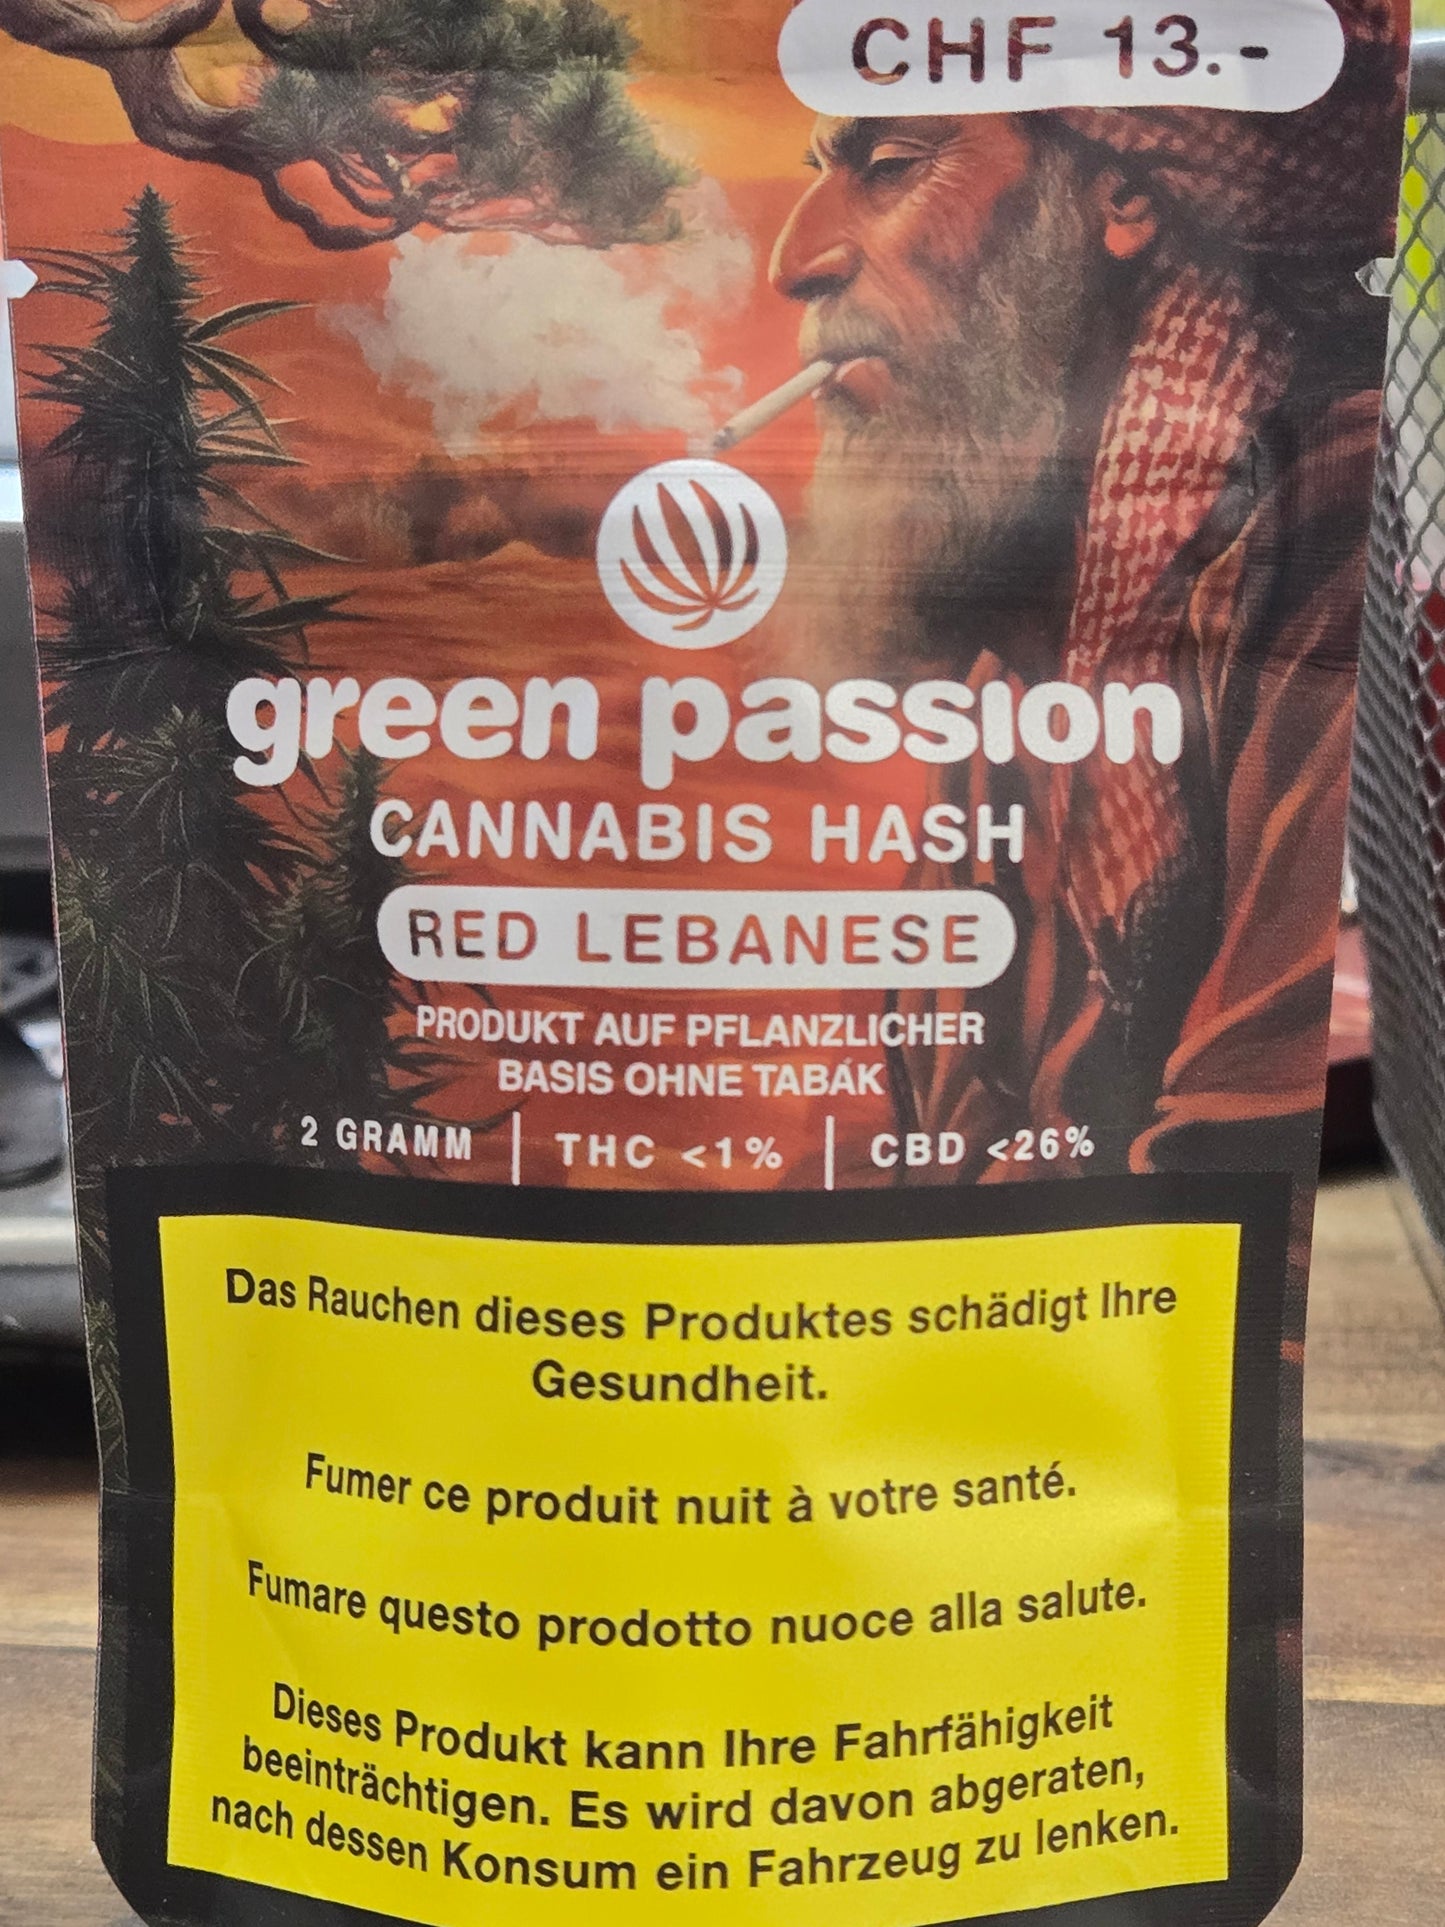 CHF 13.-
green passion
CANNABIS HASH
RED LEBANESE
PRODUKT AUF PFLANZLICHER
BASIS OHNE TABAK
2 GRAMM | THC <1% | CBD <26%
Das Rauchen dieses Produktes schädigt Ihre
Gesundheit.
Fumer ce produit nuit à votre santé.
Fumare questo prodotto nuoce alla salute.
Dieses Produkt kann Ihre Fahrfähigkeit
beeinträchtigen. Es wird davon abgeraten,
nach dessen Konsum ein Fahrzeug zu lenken.